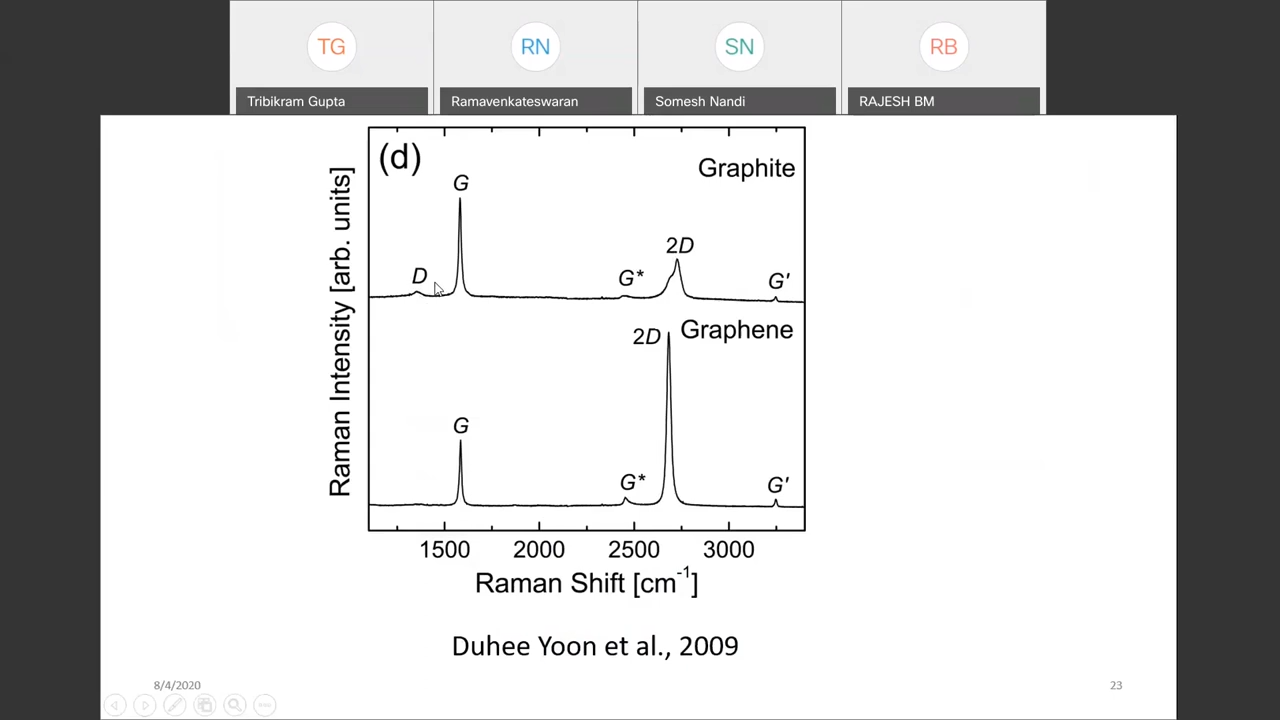 TG
RN
SN
RB
Tribikram Gupta
Ramavenkateswaran
Somesh Nandi
RAJESH BM
(d)
Graphite
G
2D
D
G*
G'
Graphene
2D
G
G*
G'
Raman Intensity [arb. units]
1500 2000 2500 3000
Raman Shift [cm⁻¹]
Duhee Yoon et al., 2009
8/4/2020
23